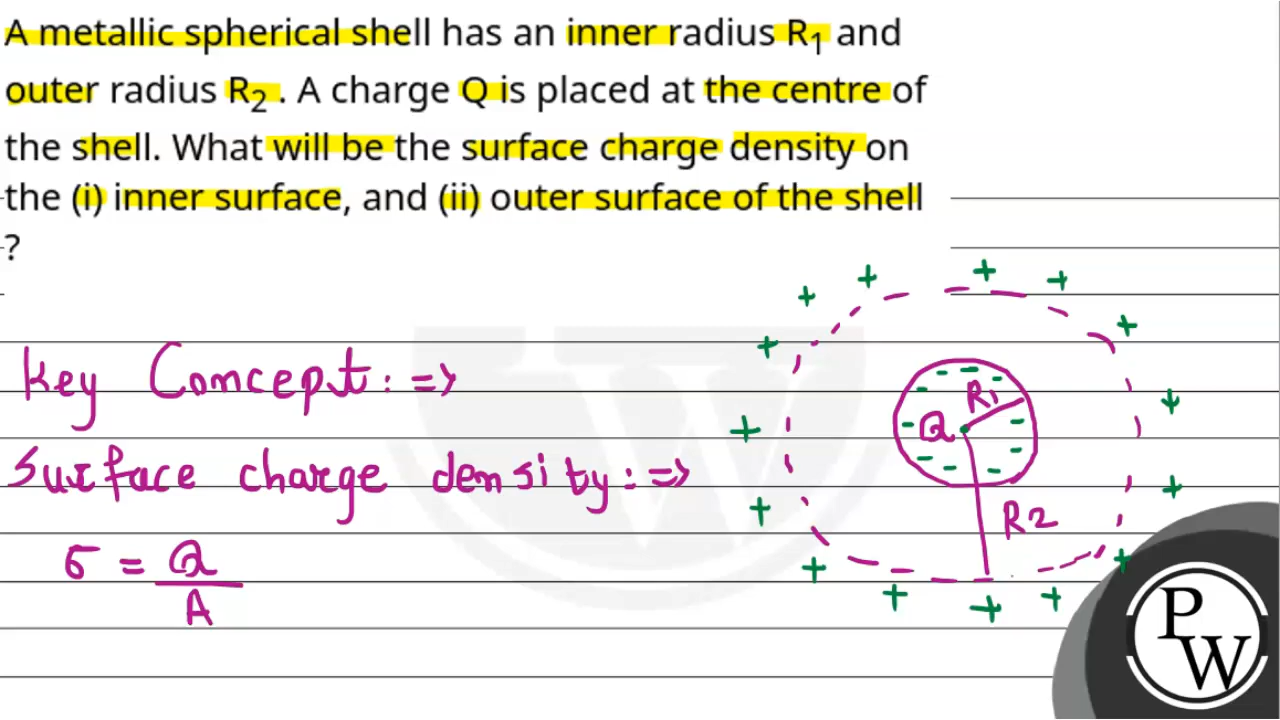 A metallic spherical shell has an inner radius R₁ and
outer radius R₂ . A charge Q is placed at the centre of
the shell. What will be the surface charge density on
the (i) inner surface, and (ii) outer surface of the shell
?
Key Concept: =>
Surface charge density: =>
σ = Q
A
+ + + + + + + + + + + + + + + +
- - - - - - - - -
R₁
Q
R2
P
W